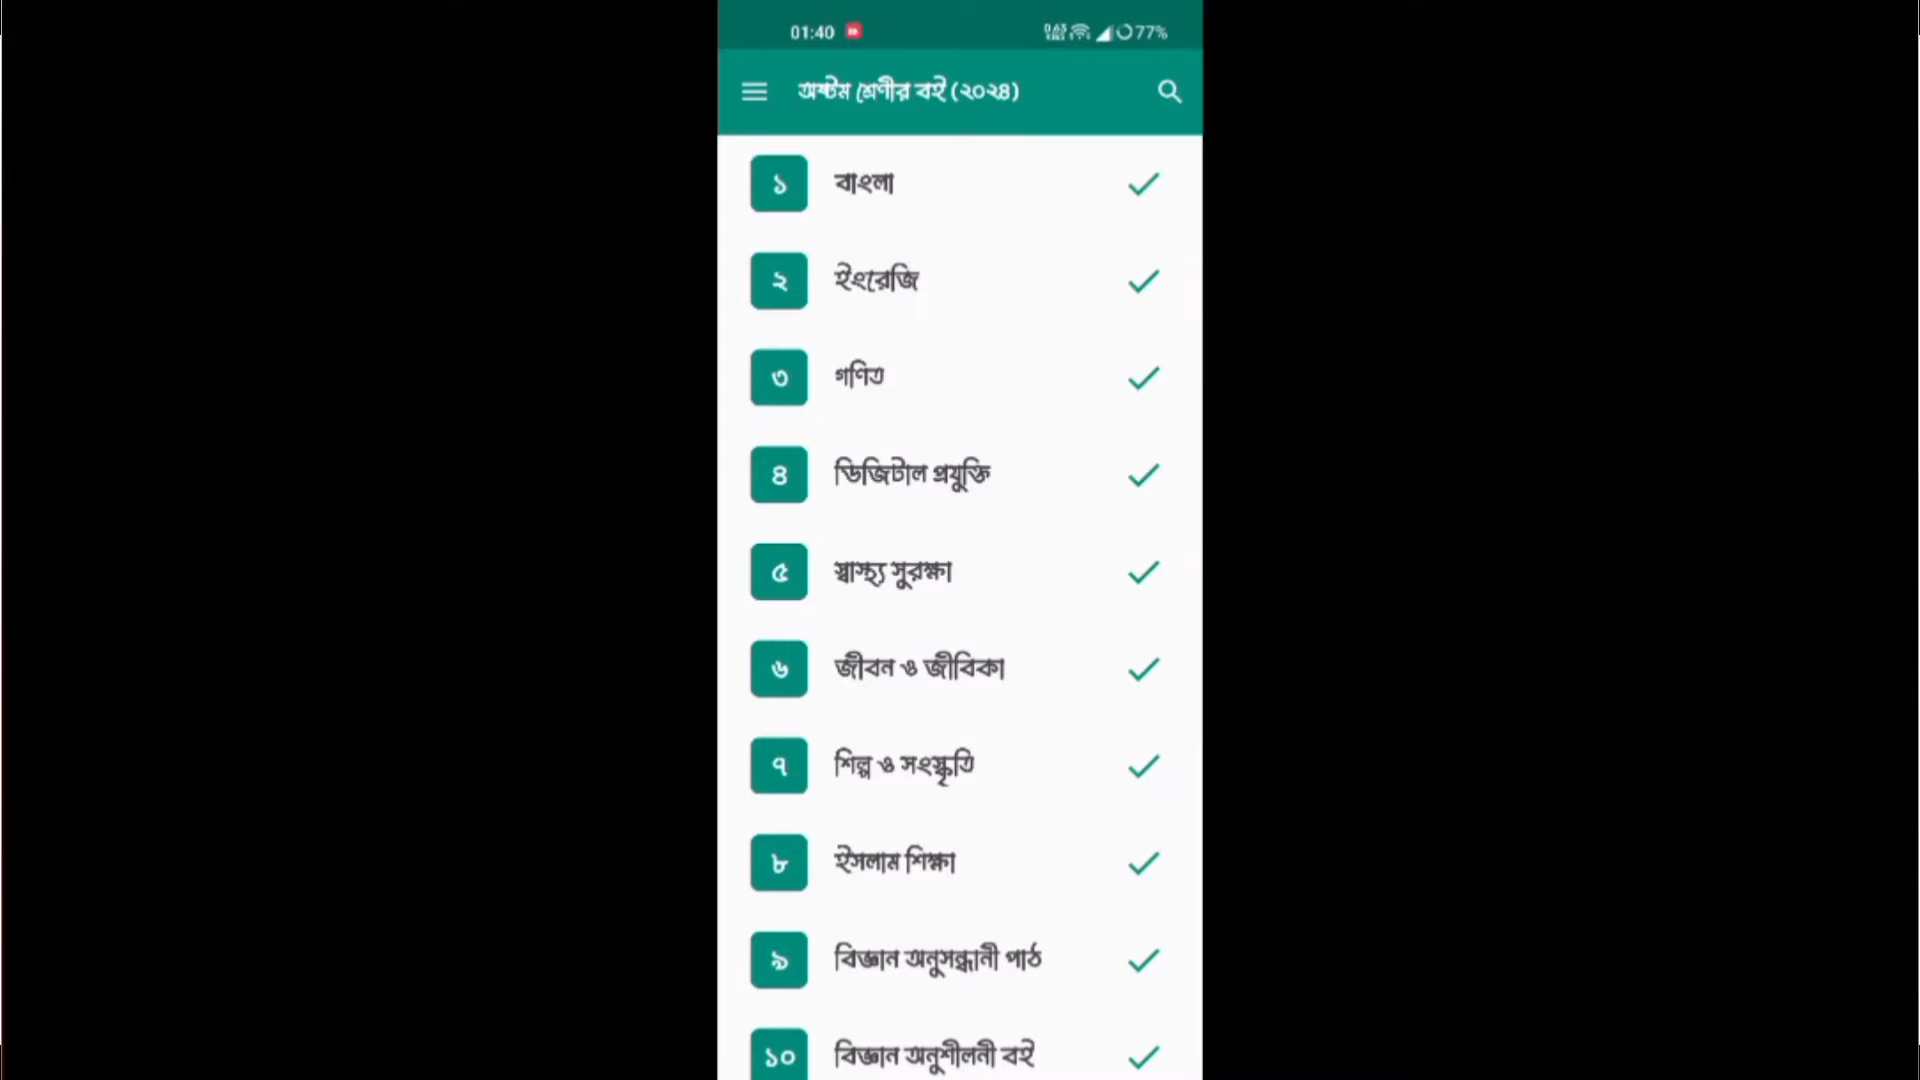 01:40 77%
অষ্টম শ্রেণীর বই (২০২৪)
১ বাংলা
২ ইংরেজি
৩ গণিত
৪ ডিজিটাল প্রযুক্তি
৫ স্বাস্থ্য সুরক্ষা
৬ জীবন ও জীবিকা
৭ শিল্প ও সংস্কৃতি
৮ ইসলাম শিক্ষা
৯ বিজ্ঞান অনুসন্ধানী পাঠ
১০ বিজ্ঞান অনুশীলনী বই